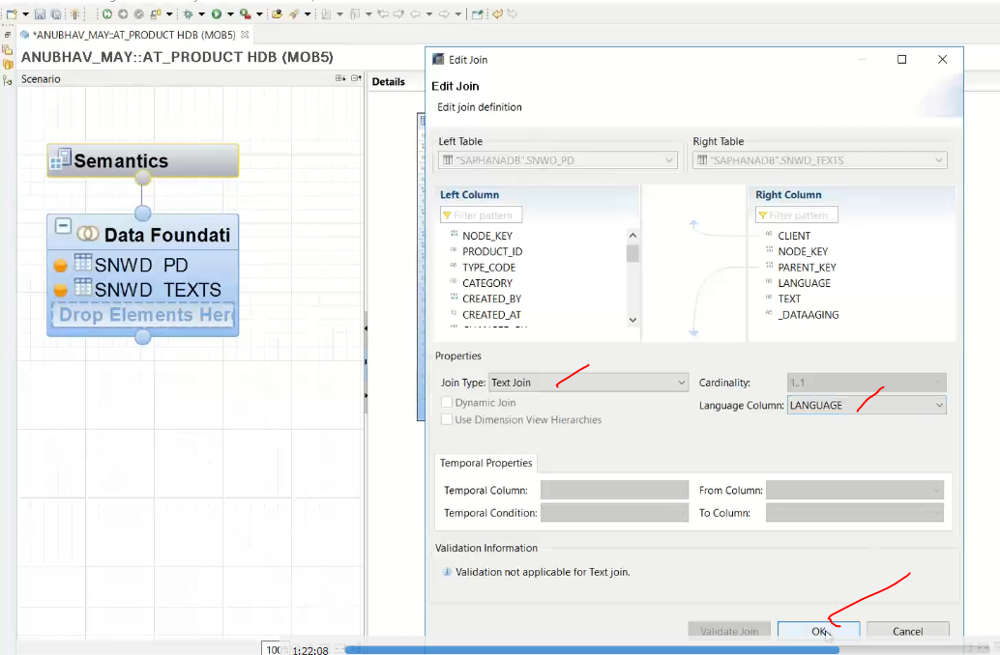 *ANUBHAV_MAY::AT_PRODUCT HDB (MOB5)
ANUBHAV_MAY::AT_PRODUCT HDB (MOB5)
Scenario
Details
Semantics
Data Foundati
SNWD PD
SNWD TEXTS
Drop Elements Her
Edit Join
Edit Join
Edit join definition
Left Table
Right Table
"SAPHANADB".SNWD_PD
"SAPHANADB".SNWD_TEXTS
Left Column
Right Column
Filter pattern
Filter pattern
NODE_KEY
PRODUCT_ID
TYPE_CODE
CATEGORY
CREATED_BY
CREATED_AT
CLIENT
NODE_KEY
PARENT_KEY
LANGUAGE
TEXT
_DATAAGING
Properties
Join Type: Text Join
Cardinality: 1..1
Dynamic Join
Language Column: LANGUAGE
Use Dimension View Hierarchies
Temporal Properties
Temporal Column:
From Column:
Temporal Condition:
To Column:
Validation Information
Validation not applicable for Text join.
Validate Join
OK
Cancel
100
1:22:08